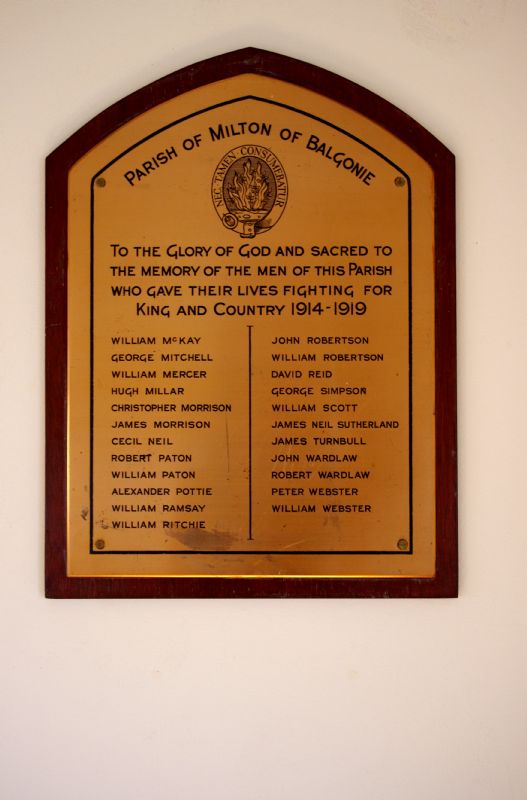 PARISH OF MILTON OF BALGONIE
NEC TAMEN CONSUMEBATUR
TO THE GLORY OF GOD AND SACRED TO
THE MEMORY OF THE MEN OF THIS PARISH
WHO GAVE THEIR LIVES FIGHTING FOR
KING AND COUNTRY 1914-1919
WILLIAM McKAY
GEORGE MITCHELL
WILLIAM MERCER
HUGH MILLAR
CHRISTOPHER MORRISON
JAMES MORRISON
CECIL NEIL
ROBERT PATON
WILLIAM PATON
ALEXANDER POTTIE
WILLIAM RAMSAY
WILLIAM RITCHIE
JOHN ROBERTSON
WILLIAM ROBERTSON
DAVID REID
GEORGE SIMPSON
WILLIAM SCOTT
JAMES NEIL SUTHERLAND
JAMES TURNBULL
JOHN WARDLAW
ROBERT WARDLAW
PETER WEBSTER
WILLIAM WEBSTER